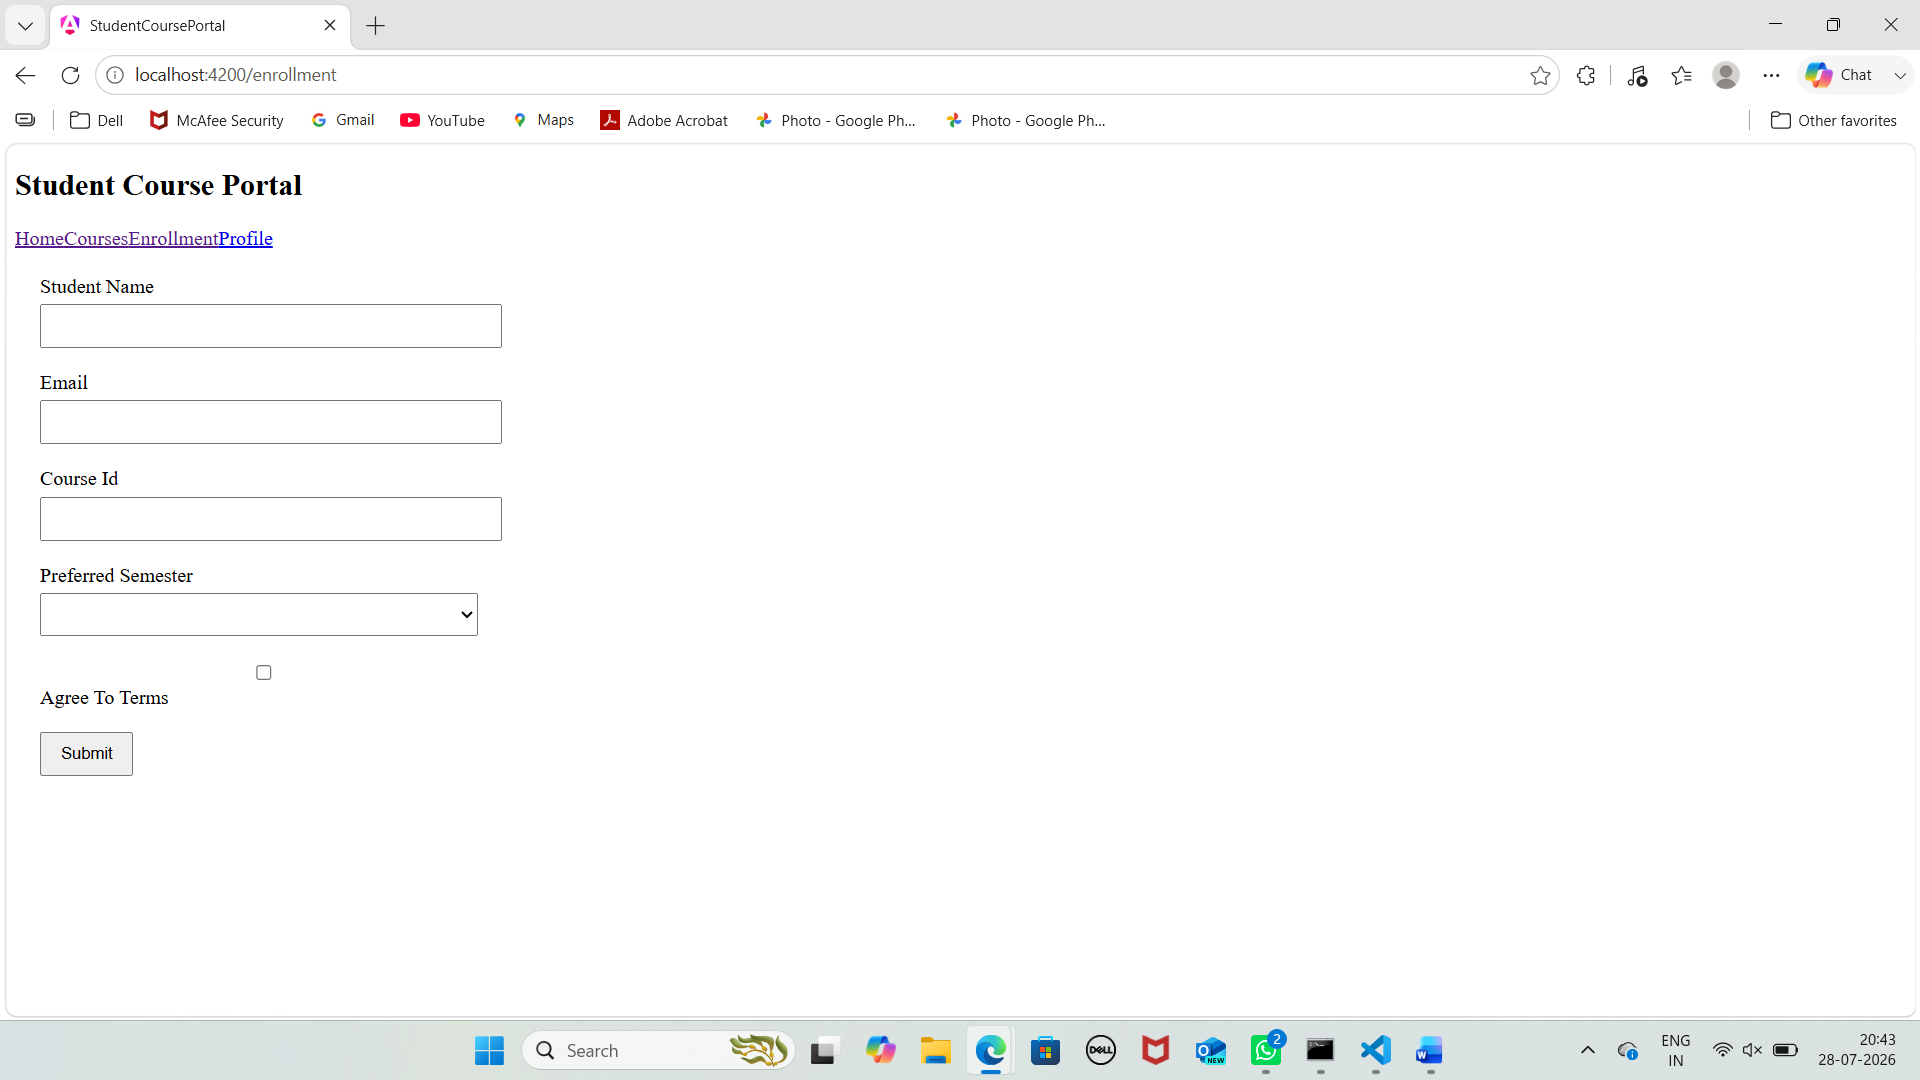 StudentCoursePortal
localhost:4200/enrollment
Chat
Dell
McAfee Security
Gmail
YouTube
Maps
Adobe Acrobat
Photo - Google Ph...
Photo - Google Ph...
Other favorites
Student Course Portal
HomeCoursesEnrollmentProfile
Student Name
Email
Course Id
Preferred Semester
Agree To Terms
Submit
Search
DELL
NEW
2
W
ENG
IN
20:43
28-07-2026